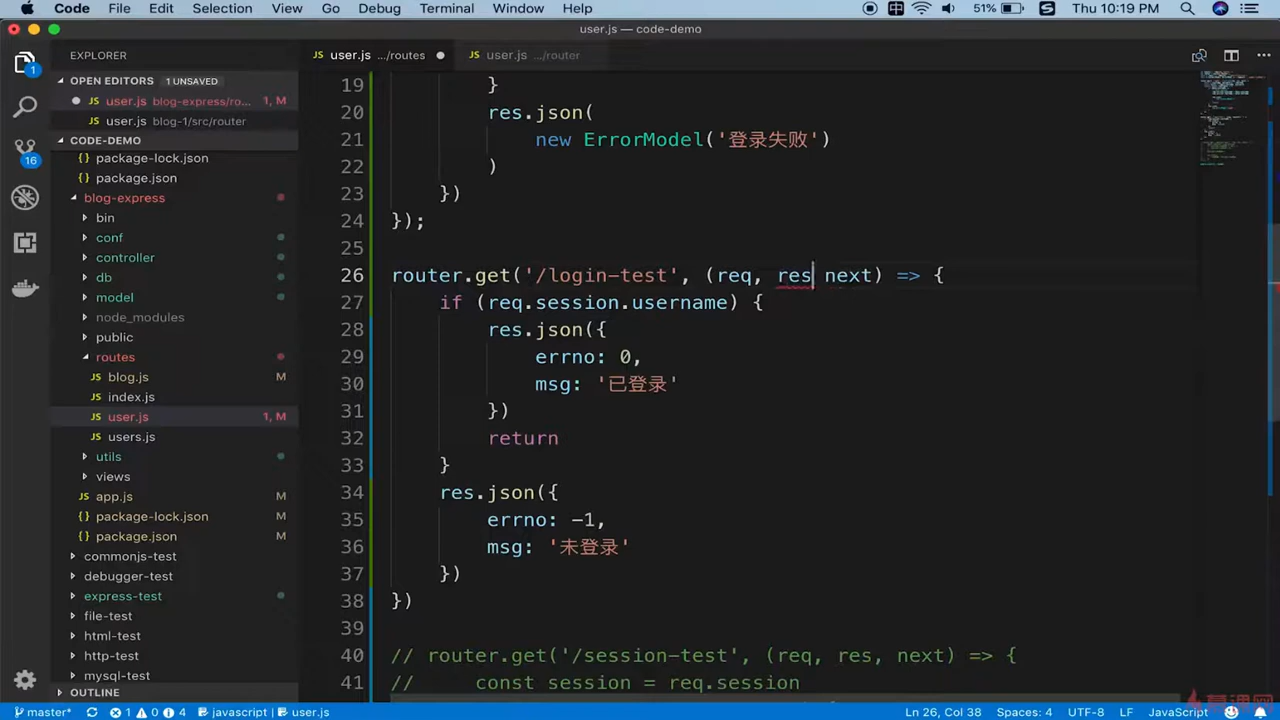 Code File Edit Selection View Go Debug Terminal Window Help 51% Thu 10:19 PM
user.js — code-demo
EXPLORER
user.js .../routes
user.js .../router
OPEN EDITORS 1 UNSAVED
user.js blog-express/ro... 1, M
user.js blog-1/src/router
CODE-DEMO
package-lock.json
package.json
blog-express
bin
conf
controller
db
model
node_modules
public
routes
blog.js M
index.js
user.js 1, M
users.js
utils
views
app.js M
package-lock.json M
package.json M
commonjs-test
debugger-test
express-test
file-test
html-test
http-test
mysql-test
OUTLINE
1
16
19 }
20 res.json(
21 new ErrorModel('登录失败')
22 )
23 })
24 });
25
26 router.get('/login-test', (req, res next) => {
27 if (req.session.username) {
28 res.json({
29 errno: 0,
30 msg: '已登录'
31 })
32 return
33 }
34 res.json({
35 errno: -1,
36 msg: '未登录'
37 })
38 })
39
40 // router.get('/session-test', (req, res, next) => {
41 // const session = req.session
master* 1 0 4 javascript | user.js Ln 26, Col 38 Spaces: 4 UTF-8 LF JavaScript